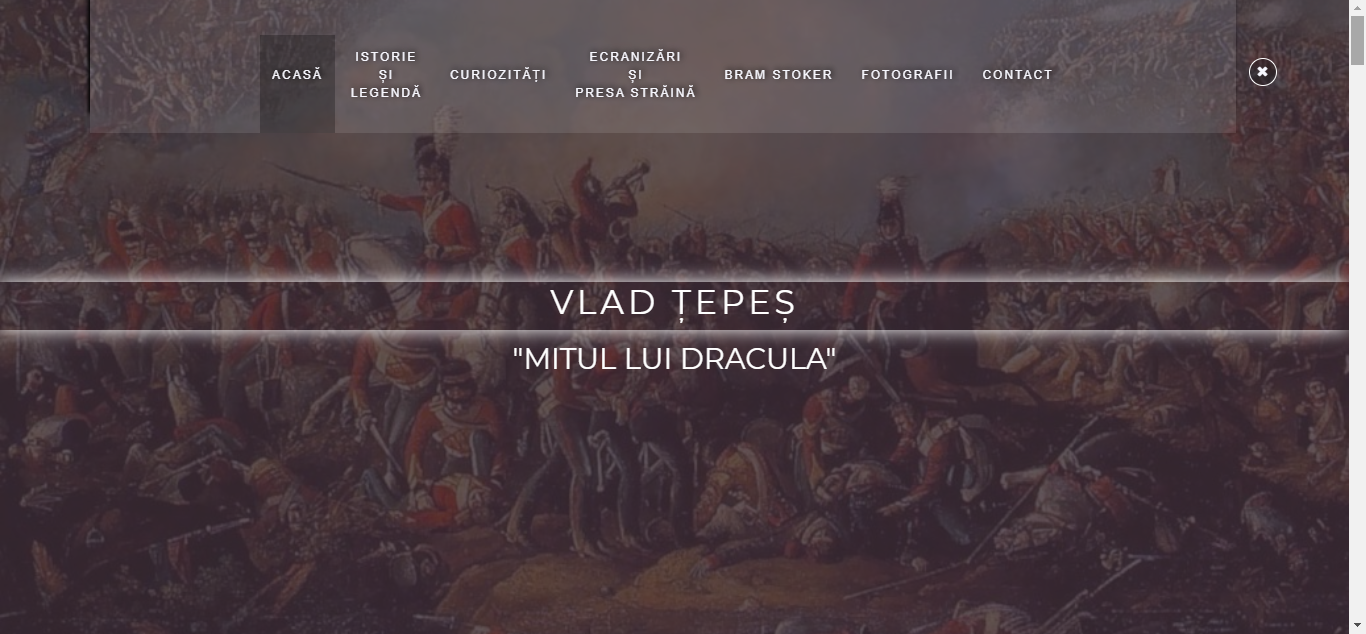 ACASĂ
ISTORIE
ȘI
LEGENDĂ
CURIOZITĂȚI
ECRANIZĂRI
ȘI
PRESA STRĂINĂ
BRAM STOKER
FOTOGRAFII
CONTACT
VLAD ȚEPEȘ
"MITUL LUI DRACULA"